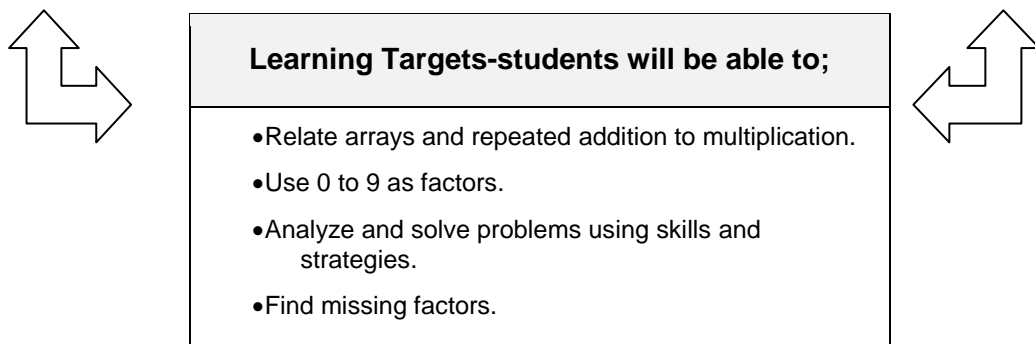 Learning Targets-students will be able to;
•Relate arrays and repeated addition to multiplication.
•Use 0 to 9 as factors.
•Analyze and solve problems using skills and
strategies.
•Find missing factors.